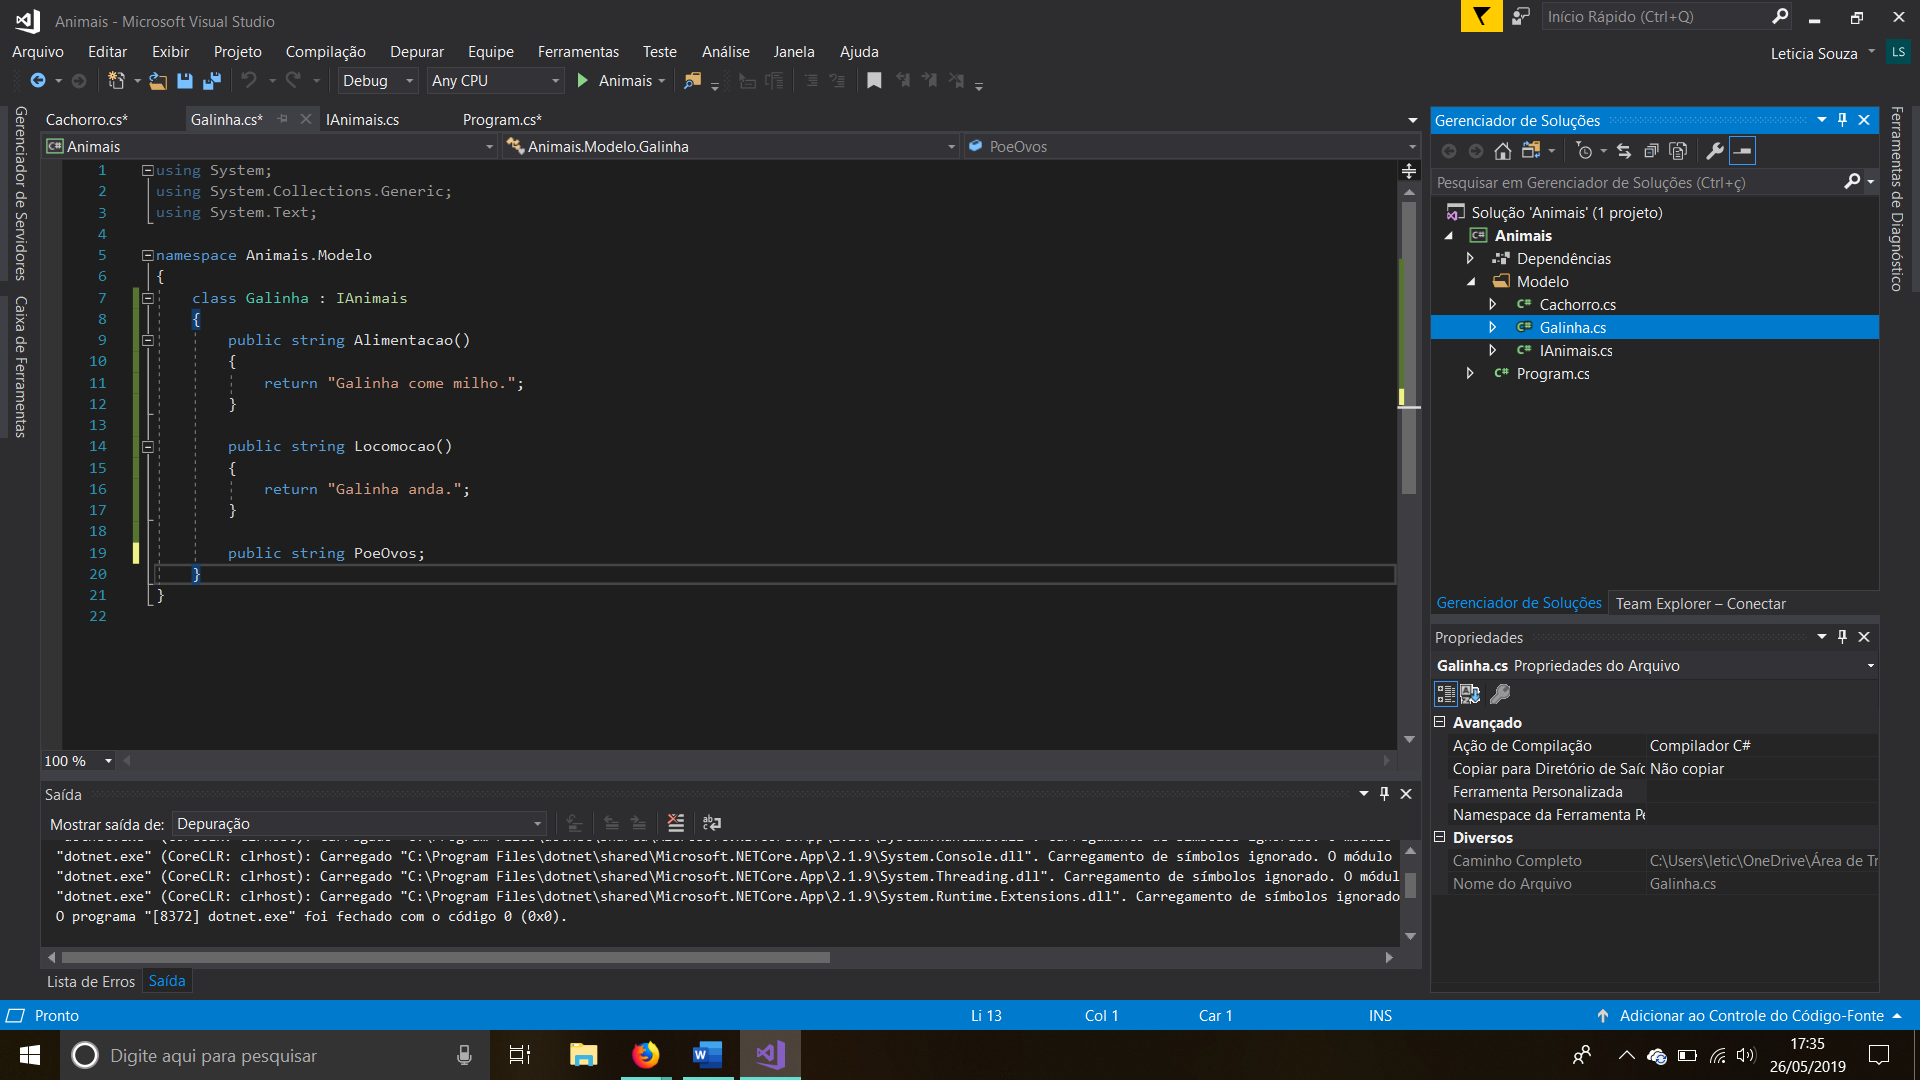 Animais - Microsoft Visual Studio
Início Rápido (Ctrl+Q)
Arquivo Editar Exibir Projeto Compilação Depurar Equipe Ferramentas Teste Análise Janela Ajuda
Leticia Souza LS
Debug Any CPU Animais
Gerenciador de Servidores
Caixa de Ferramentas
Cachorro.cs* Galinha.cs* IAnimais.cs Program.cs*
Animais Animais.Modelo.Galinha PoeOvos
1 using System;
2 using System.Collections.Generic;
3 using System.Text;
4
5 namespace Animais.Modelo
6 {
7 class Galinha : IAnimais
8 {
9 public string Alimentacao()
10 {
11 return "Galinha come milho.";
12 }
13
14 public string Locomocao()
15 {
16 return "Galinha anda.";
17 }
18
19 public string PoeOvos;
20 }
21 }
22
100 %
Saída
Mostrar saída de: Depuração
"dotnet.exe" (CoreCLR: clrhost): Carregado "C:\Program Files\dotnet\shared\Microsoft.NETCore.App\2.1.9\System.Console.dll". Carregamento de símbolos ignorado. O módulo
"dotnet.exe" (CoreCLR: clrhost): Carregado "C:\Program Files\dotnet\shared\Microsoft.NETCore.App\2.1.9\System.Threading.dll". Carregamento de símbolos ignorado. O módul
"dotnet.exe" (CoreCLR: clrhost): Carregado "C:\Program Files\dotnet\shared\Microsoft.NETCore.App\2.1.9\System.Runtime.Extensions.dll". Carregamento de símbolos ignorado
O programa "[8372] dotnet.exe" foi fechado com o código 0 (0x0).
Lista de Erros Saída
Gerenciador de Soluções
Pesquisar em Gerenciador de Soluções (Ctrl+ç)
Solução 'Animais' (1 projeto)
C# Animais
Dependências
Modelo
C# Cachorro.cs
C# Galinha.cs
C# IAnimais.cs
C# Program.cs
Gerenciador de Soluções Team Explorer – Conectar
Propriedades
Galinha.cs Propriedades do Arquivo
Avançado
Ação de Compilação Compilador C#
Copiar para Diretório de Saíd Não copiar
Ferramenta Personalizada
Namespace da Ferramenta Pe
Diversos
Caminho Completo C:\Users\letic\OneDrive\Área de Tr
Nome do Arquivo Galinha.cs
Ferramentas de Diagnóstico
Pronto Li 13 Col 1 Car 1 INS Adicionar ao Controle do Código-Fonte
Digite aqui para pesquisar
17:35
26/05/2019